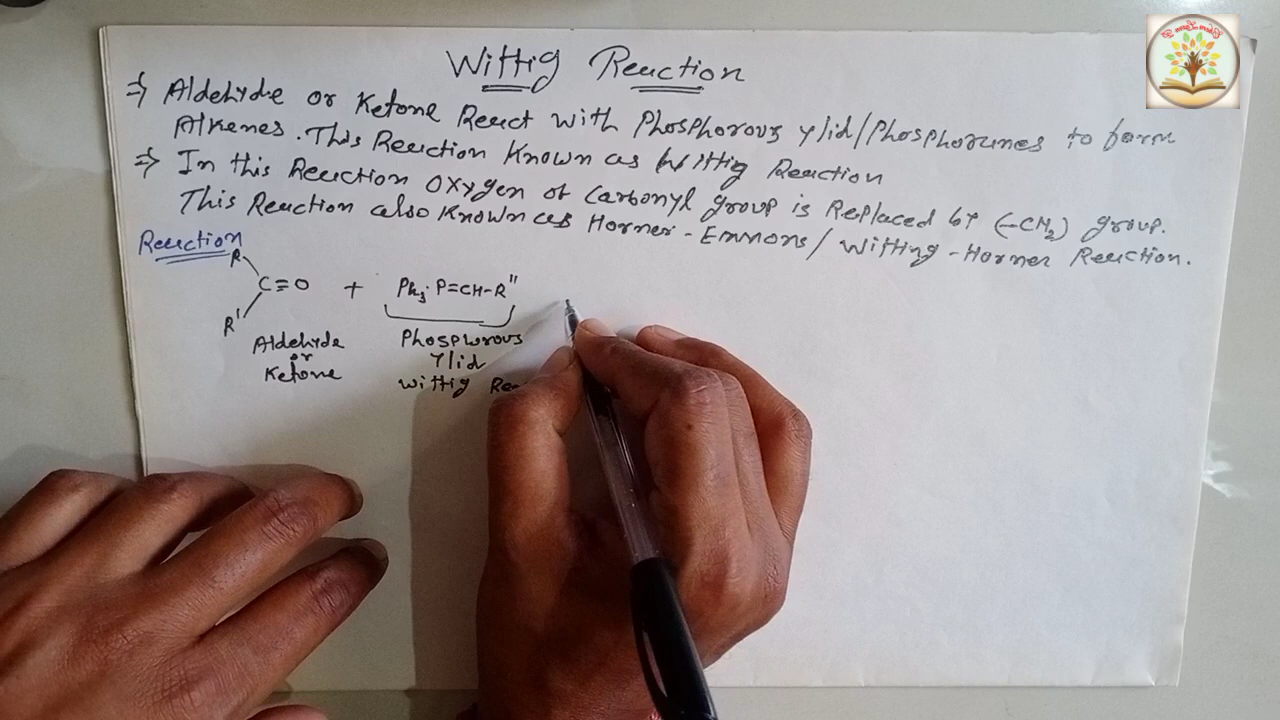 Wittig Reaction
⇒ Aldehyde or Ketone React with Phosphorous ylid/Phosphoranes to form
Alkenes. This Reaction Known as Wittig Reaction
⇒ In this Reaction Oxygen of Carbonyl group is Replaced by (=CH₂) group.
This Reaction also Known as Horner-Emmons/Witting-Horner Reaction.
Reaction
R
C=O + Ph₃P=CH-R"
R'
Aldehyde
or
Ketone
Phosphorous
Ylid
Wittig